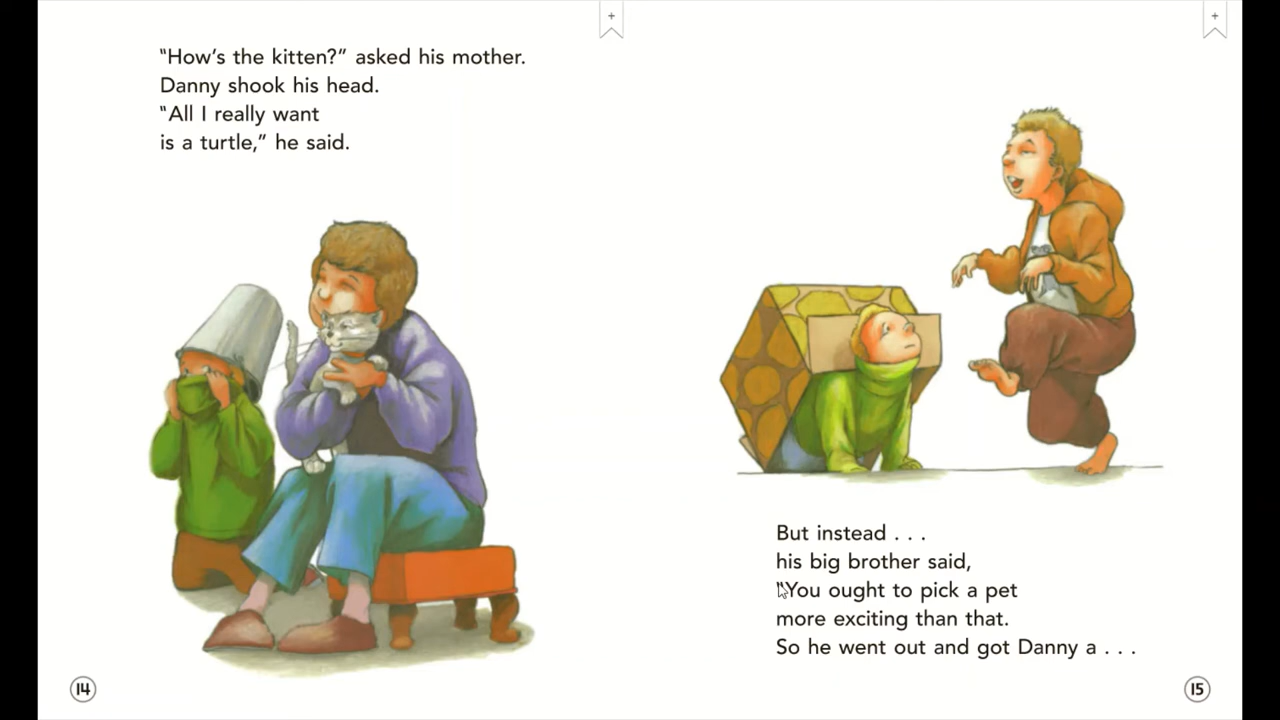 “How’s the kitten?” asked his mother.
Danny shook his head.
“All I really want
is a turtle,” he said.
14
But instead . . .
his big brother said,
“You ought to pick a pet
more exciting than that.
So he went out and got Danny a . . .
15